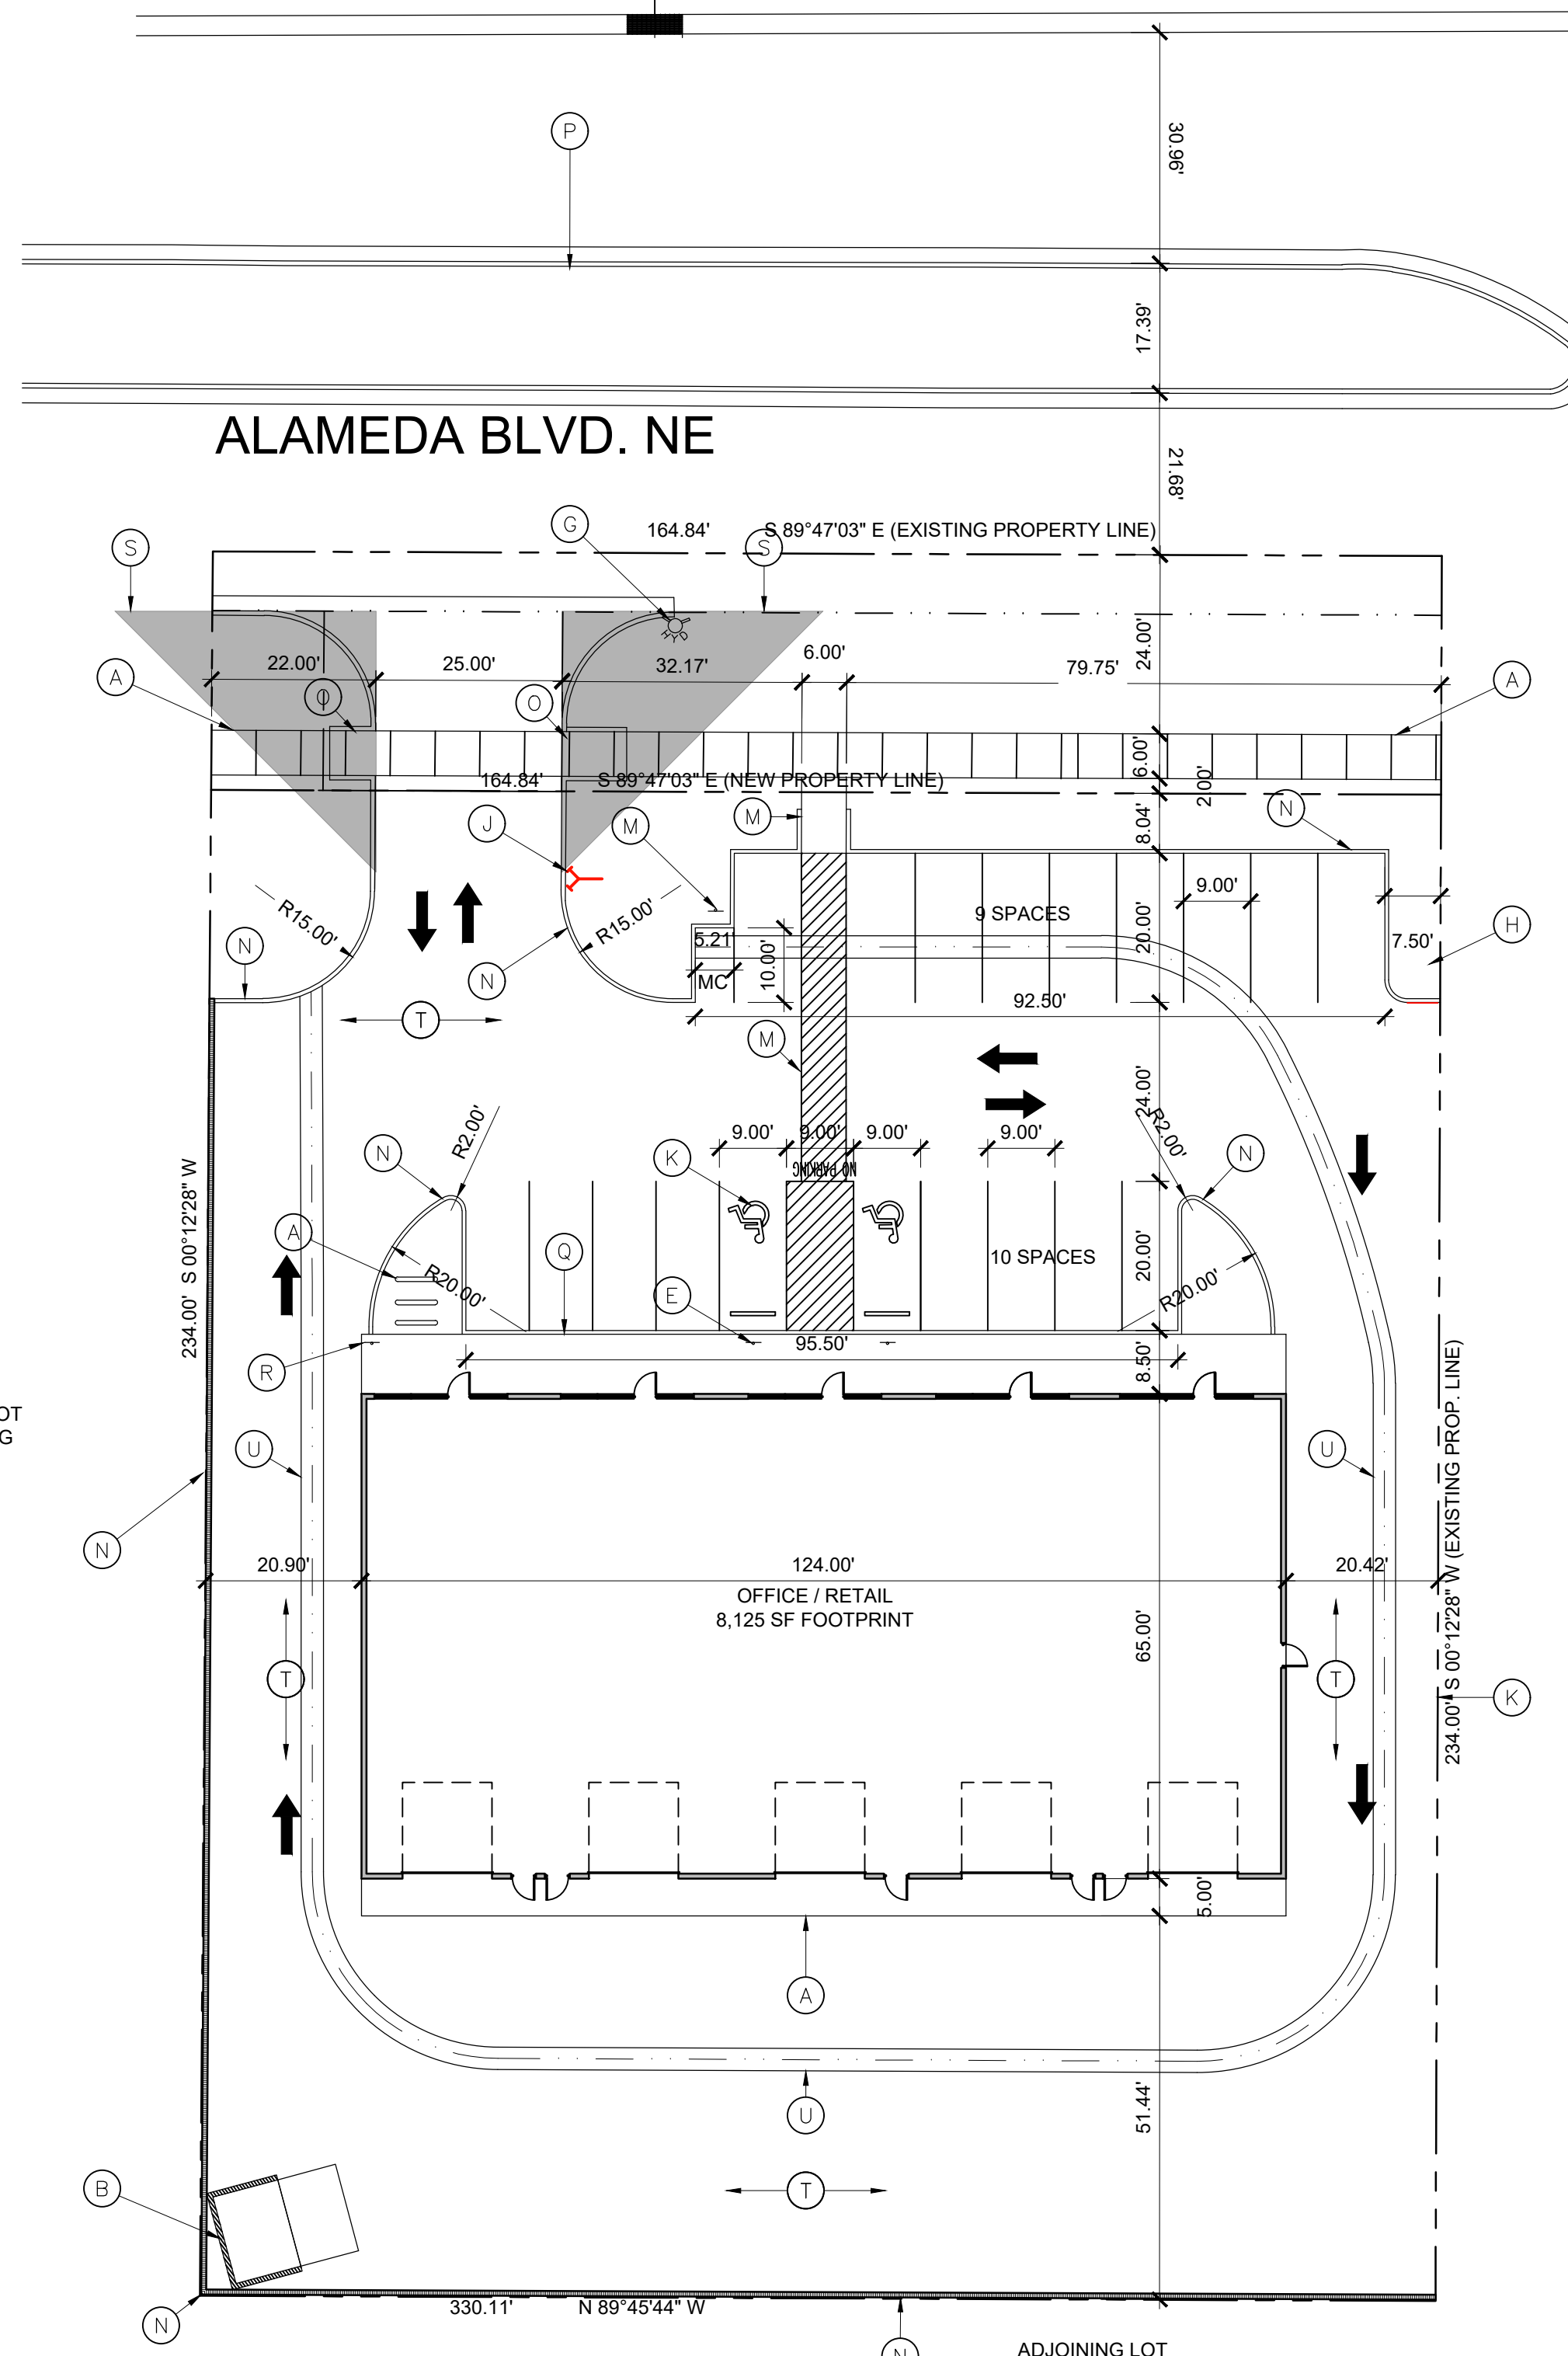 30.96'
P
17.39'
ALAMEDA BLVD. NE
21.68'
G
164.84' S 89°47'03" E (EXISTING PROPERTY LINE)
S
S
HYD
22.00'
25.00'
32.17'
6.00'
79.75'
24.00'
A
O
O
A
6.00'
2.00'
164.84' S 89°47'03" E (NEW PROPERTY LINE)
J
M
M
N
8.04'
9.00'
R15.00'
R15.00'
9 SPACES
20.00'
7.50'
H
N
N
5.21'
MC
10.00'
92.50'
T
M
24.00'
R2.00'
R2.00'
9.00'
9.00'
9.00'
9.00'
N
K
NO PARKING
N
234.00' S 00°12'28" W
A
Q
10 SPACES
20.00'
R20.00'
E
R20.00'
R
95.50'
8.50'
OT
G
U
U
234.00' S 00°12'28" W (EXISTING PROP. LINE)
N
20.90'
124.00'
20.42'
OFFICE / RETAIL
8,125 SF FOOTPRINT
65.00'
T
T
K
5.00'
A
U
51.44'
B
T
330.11' N 89°45'44" W
N
N
ADJOINING LOT